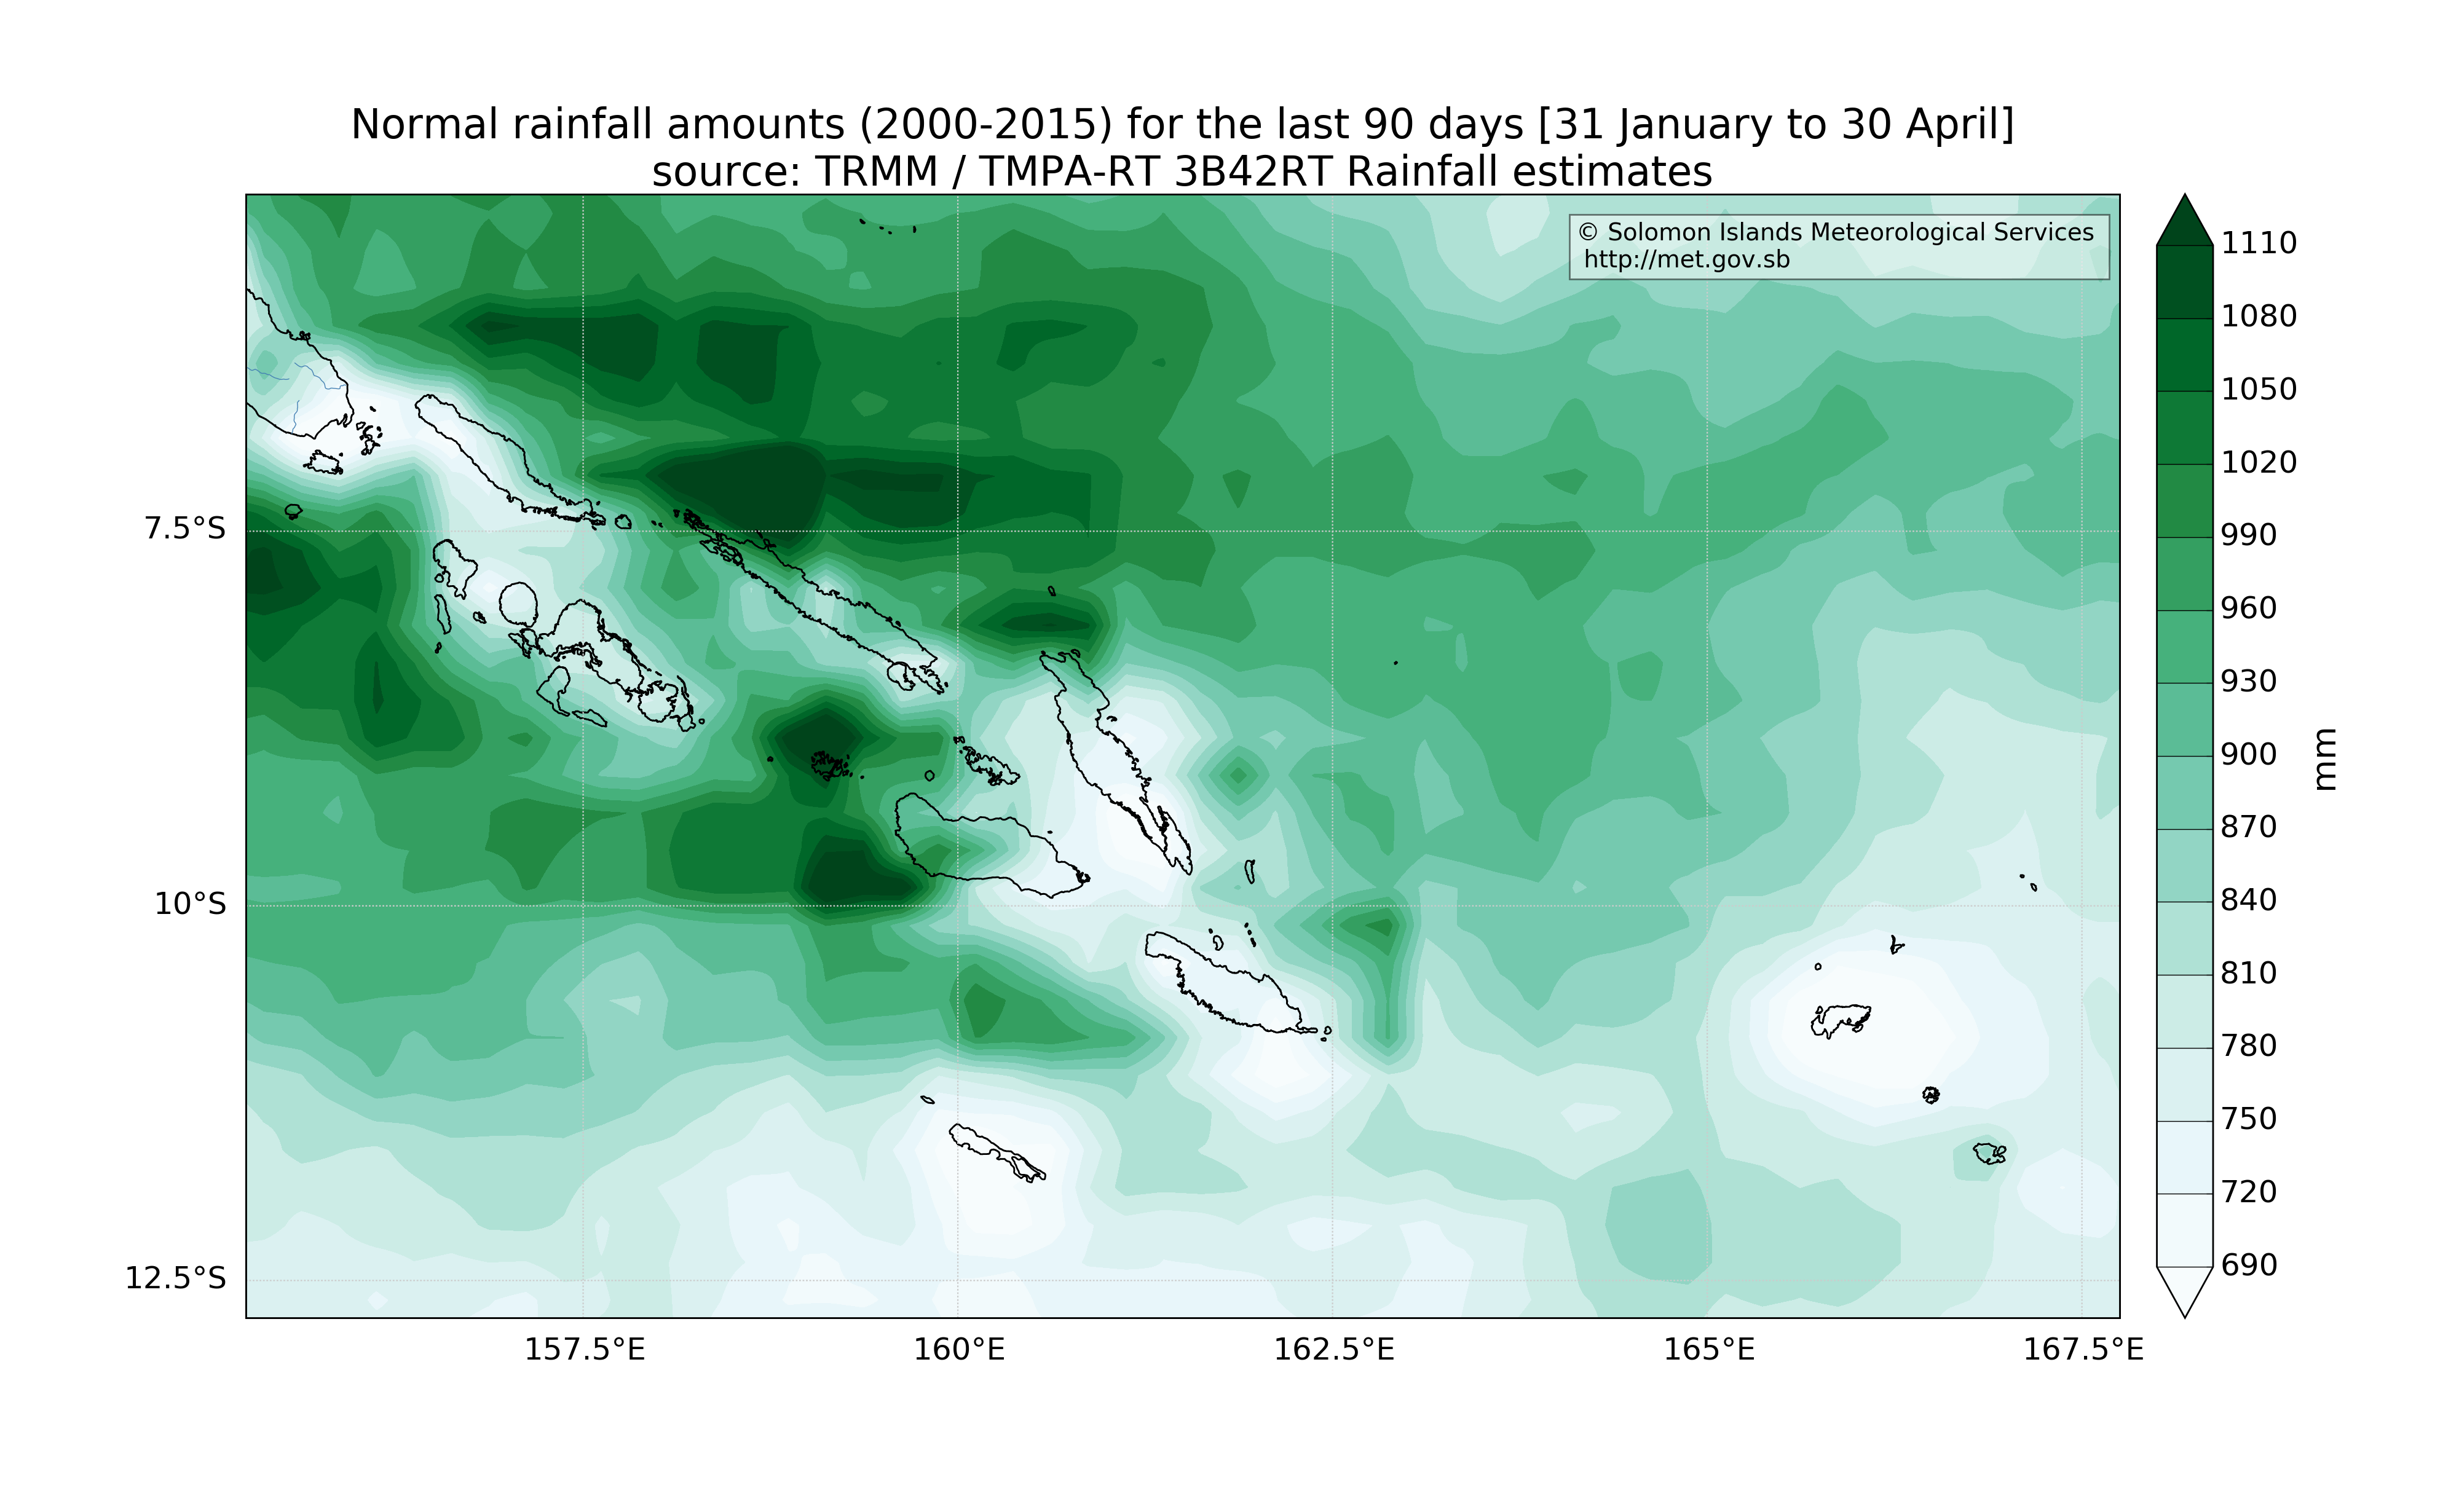 Normal rainfall amounts (2000-2015) for the last 90 days [31 January to 30 April]
source: TRMM / TMPA-RT 3B42RT Rainfall estimates
© Solomon Islands Meteorological Services
http://met.gov.sb
7.5°S
10°S
12.5°S
157.5°E
160°E
162.5°E
165°E
167.5°E
1110
1080
1050
1020
990
960
930
900
870
840
810
780
750
720
690
mm